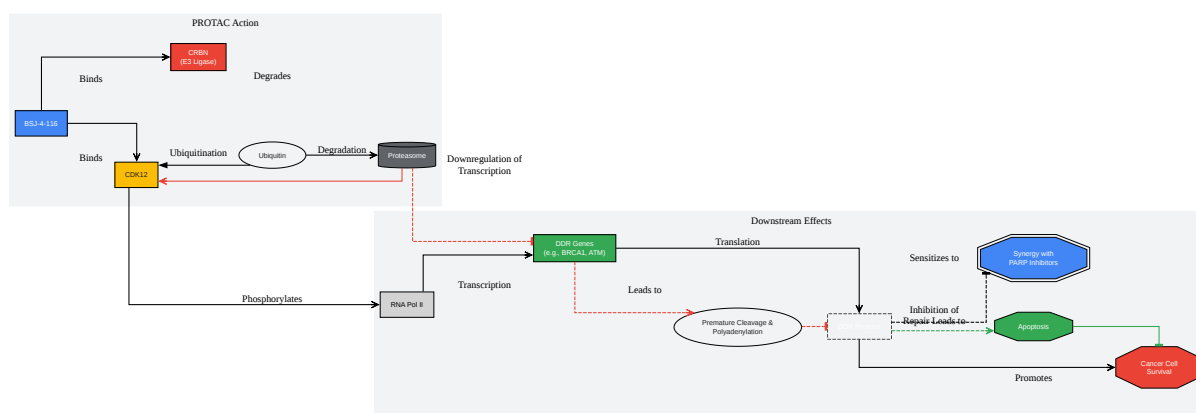 PROTAC Action
CRBN
(E3 Ligase)
Binds
Degrades
BSJ-4-116
Binds
Ubiquitination
Ubiquitin
Degradation
Proteasome
CDK12
Downregulation of
Transcription
Downstream Effects
DDR Genes
(e.g., BRCA1, ATM)
Translation
Sensitizes to
Synergy with
PARP Inhibitors
Transcription
Leads to
Phosphorylates
RNA Pol II
Premature Cleavage &
Polyadenylation
Inhibition of
Repair Leads to
Apoptosis
Cancer Cell
Survival
Promotes